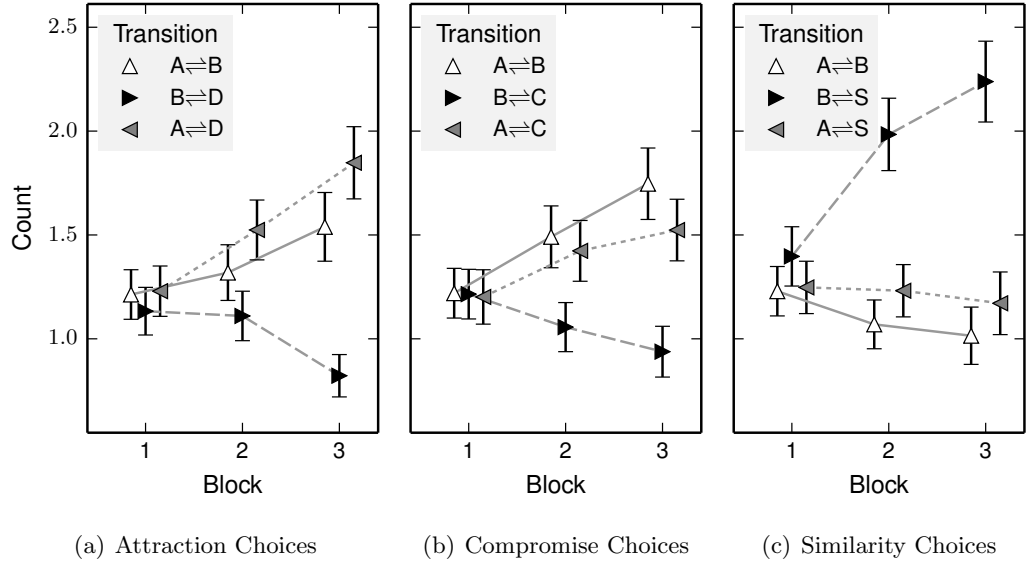 Count
2.5
2.0
1.5
1.0
Transition
A⇌B
B⇌D
A⇌D
1 2 3
Block
(a) Attraction Choices
Transition
A⇌B
B⇌C
A⇌C
1 2 3
Block
(b) Compromise Choices
Transition
A⇌B
B⇌S
A⇌S
1 2 3
Block
(c) Similarity Choices